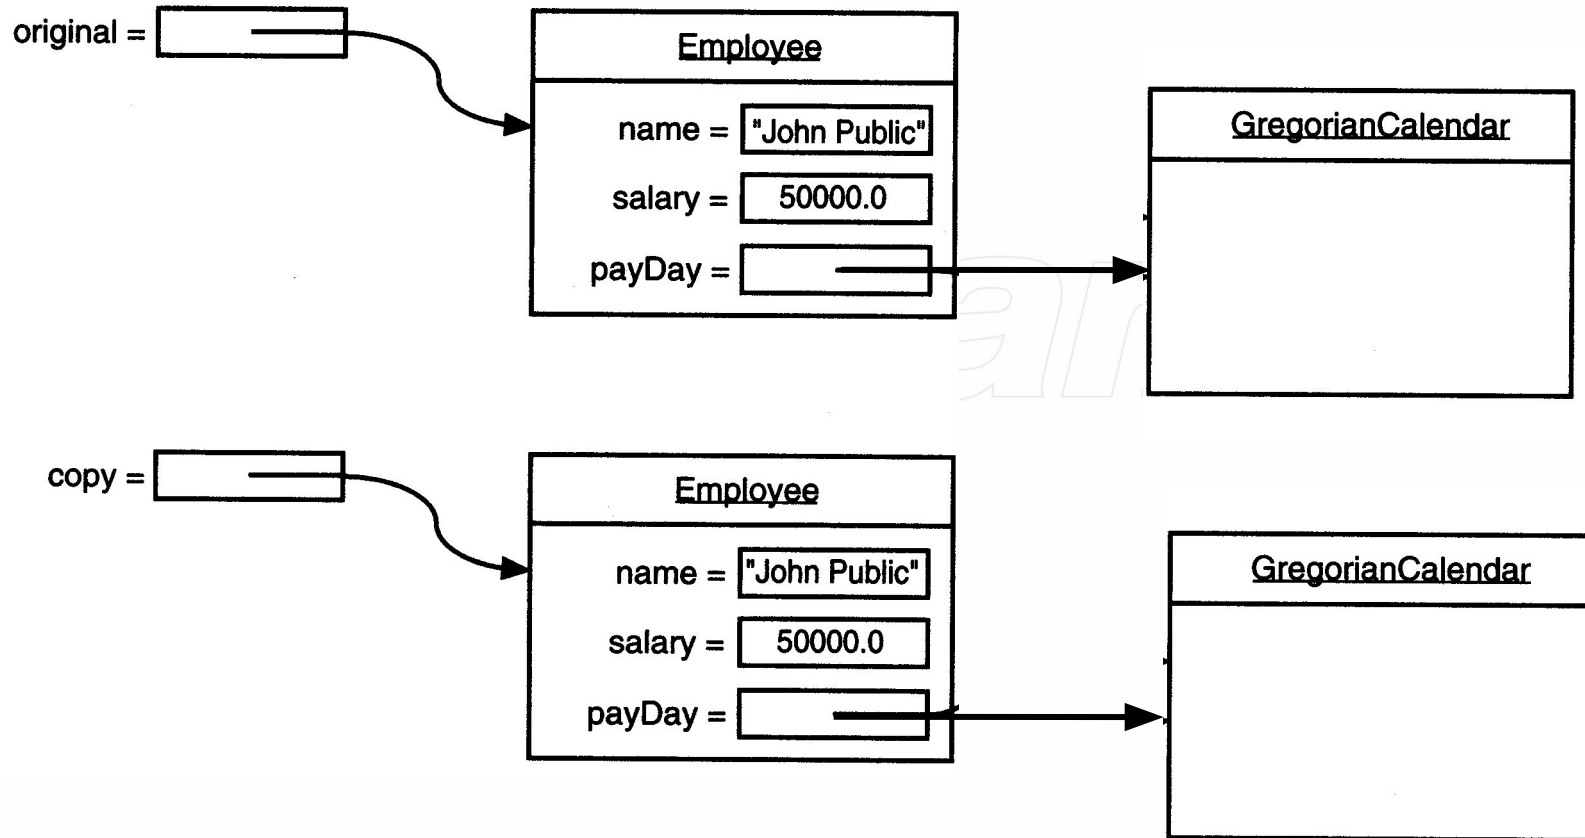 original =
Employee
name = "John Public"
salary = 50000.0
payDay =
GregorianCalendar
copy =
Employee
name = "John Public"
salary = 50000.0
payDay =
GregorianCalendar